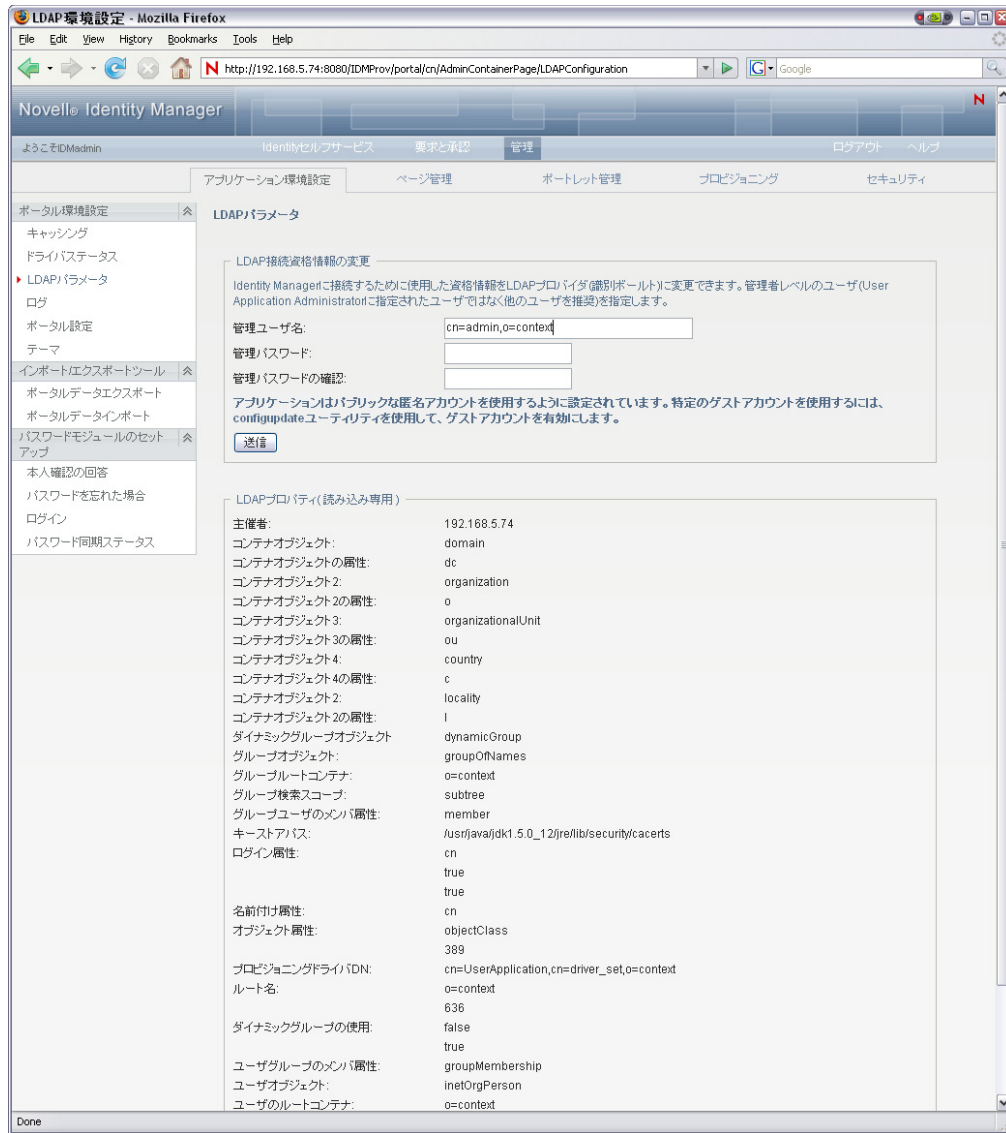 LDAP環境設定 - Mozilla Firefox
File Edit View History Bookmarks Tools Help
http://192.168.5.74:8080/IDMProv/portal/cn/AdminContainerPage/LDAPConfiguration
G Google
Novell® Identity Manager
N
ようこそIDMadmin
Identityセルフサービス 要求と承認 管理 ログアウト ヘルプ
アプリケーション環境設定 ページ管理 ポートレット管理 プロビジョニング セキュリティ
ポータル環境設定
キャッシング
ドライバステータス
LDAPパラメータ
ログ
ポータル設定
テーマ
インポート/エクスポートツール
ポータルデータエクスポート
ポータルデータインポート
パスワードモジュールのセット
アップ
本人確認の回答
パスワードを忘れた場合
ログイン
パスワード同期ステータス
LDAPパラメータ
LDAP接続資格情報の変更
Identity Managerに接続するために使用した資格情報をLDAPプロバイダ(識別ボールト)に変更できます。管理者レベルのユーザ(User
Application Administratorに指定されたユーザではなく他のユーザを推奨)を指定します。
管理ユーザ名: cn=admin,o=context
管理パスワード:
管理パスワードの確認:
アプリケーションはパブリックな匿名アカウントを使用するように設定されています。特定のゲストアカウントを使用するには、
configupdateユーティリティを使用して、ゲストアカウントを有効にします。
送信
LDAPプロパティ(読み込み専用)
主催者: 192.168.5.74
コンテナオブジェクト: domain
コンテナオブジェクトの属性: dc
コンテナオブジェクト2: organization
コンテナオブジェクト2の属性: o
コンテナオブジェクト3: organizationalUnit
コンテナオブジェクト3の属性: ou
コンテナオブジェクト4: country
コンテナオブジェクト4の属性: c
コンテナオブジェクト2: locality
コンテナオブジェクト2の属性: l
ダイナミックグループオブジェクト dynamicGroup
グループオブジェクト: groupOfNames
グループルートコンテナ: o=context
グループ検索スコープ: subtree
グループユーザのメンバ属性: member
キーストアパス: /usr/java/jdk1.5.0_12/jre/lib/security/cacerts
ログイン属性: cn
true
true
名前付け属性: cn
オブジェクト属性: objectClass
389
プロビジョニングドライバDN: cn=UserApplication,cn=driver_set,o=context
ルート名: o=context
636
ダイナミックグループの使用: false
true
ユーザグループのメンバ属性: groupMembership
ユーザオブジェクト: inetOrgPerson
ユーザのルートコンテナ: o=context
Done